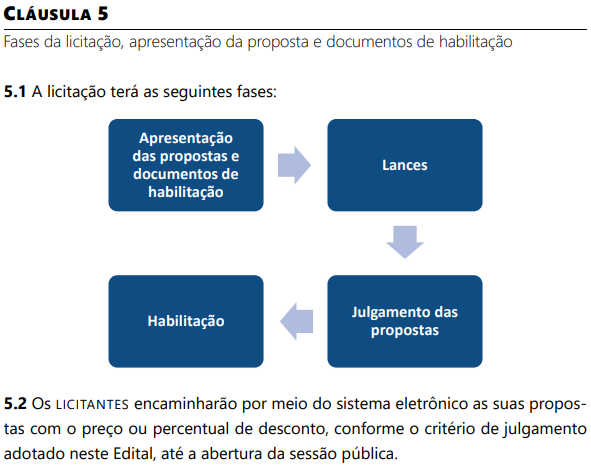 CLÁUSULA 5
Fases da licitação, apresentação da proposta e documentos de habilitação
5.1 A licitação terá as seguintes fases:
Apresentação
das propostas e
documentos de
habilitação
Lances
Julgamento das
propostas
Habilitação
5.2 Os LICITANTES encaminharão por meio do sistema eletrônico as suas propos-
tas com o preço ou percentual de desconto, conforme o critério de julgamento
adotado neste Edital, até a abertura da sessão pública.